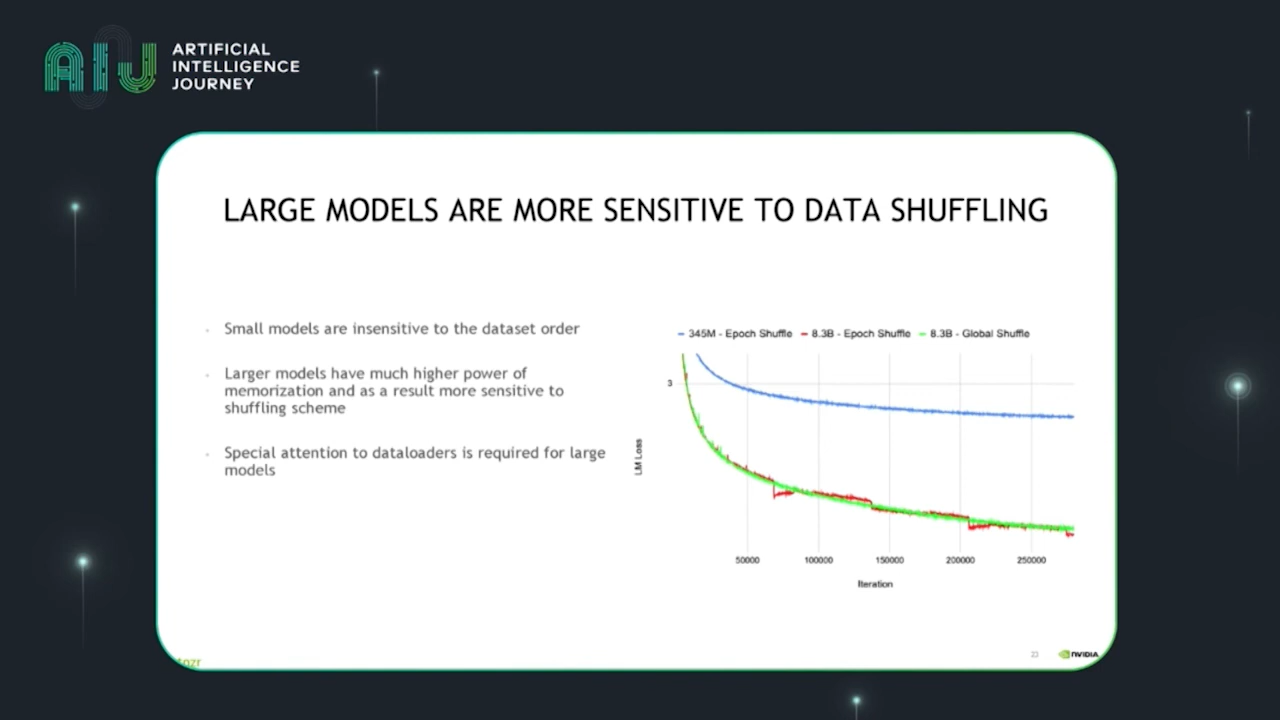 ARTIFICIAL
INTELLIGENCE
JOURNEY
LARGE MODELS ARE MORE SENSITIVE TO DATA SHUFFLING
Small models are insensitive to the dataset order
Larger models have much higher power of
memorization and as a result more sensitive to
shuffling scheme
Special attention to dataloaders is required for large
models
345M - Epoch Shuffle 8.3B - Epoch Shuffle 8.3B - Global Shuffle
3
LM Loss
50000 100000 150000 200000 250000
Iteration
23 NVIDIA